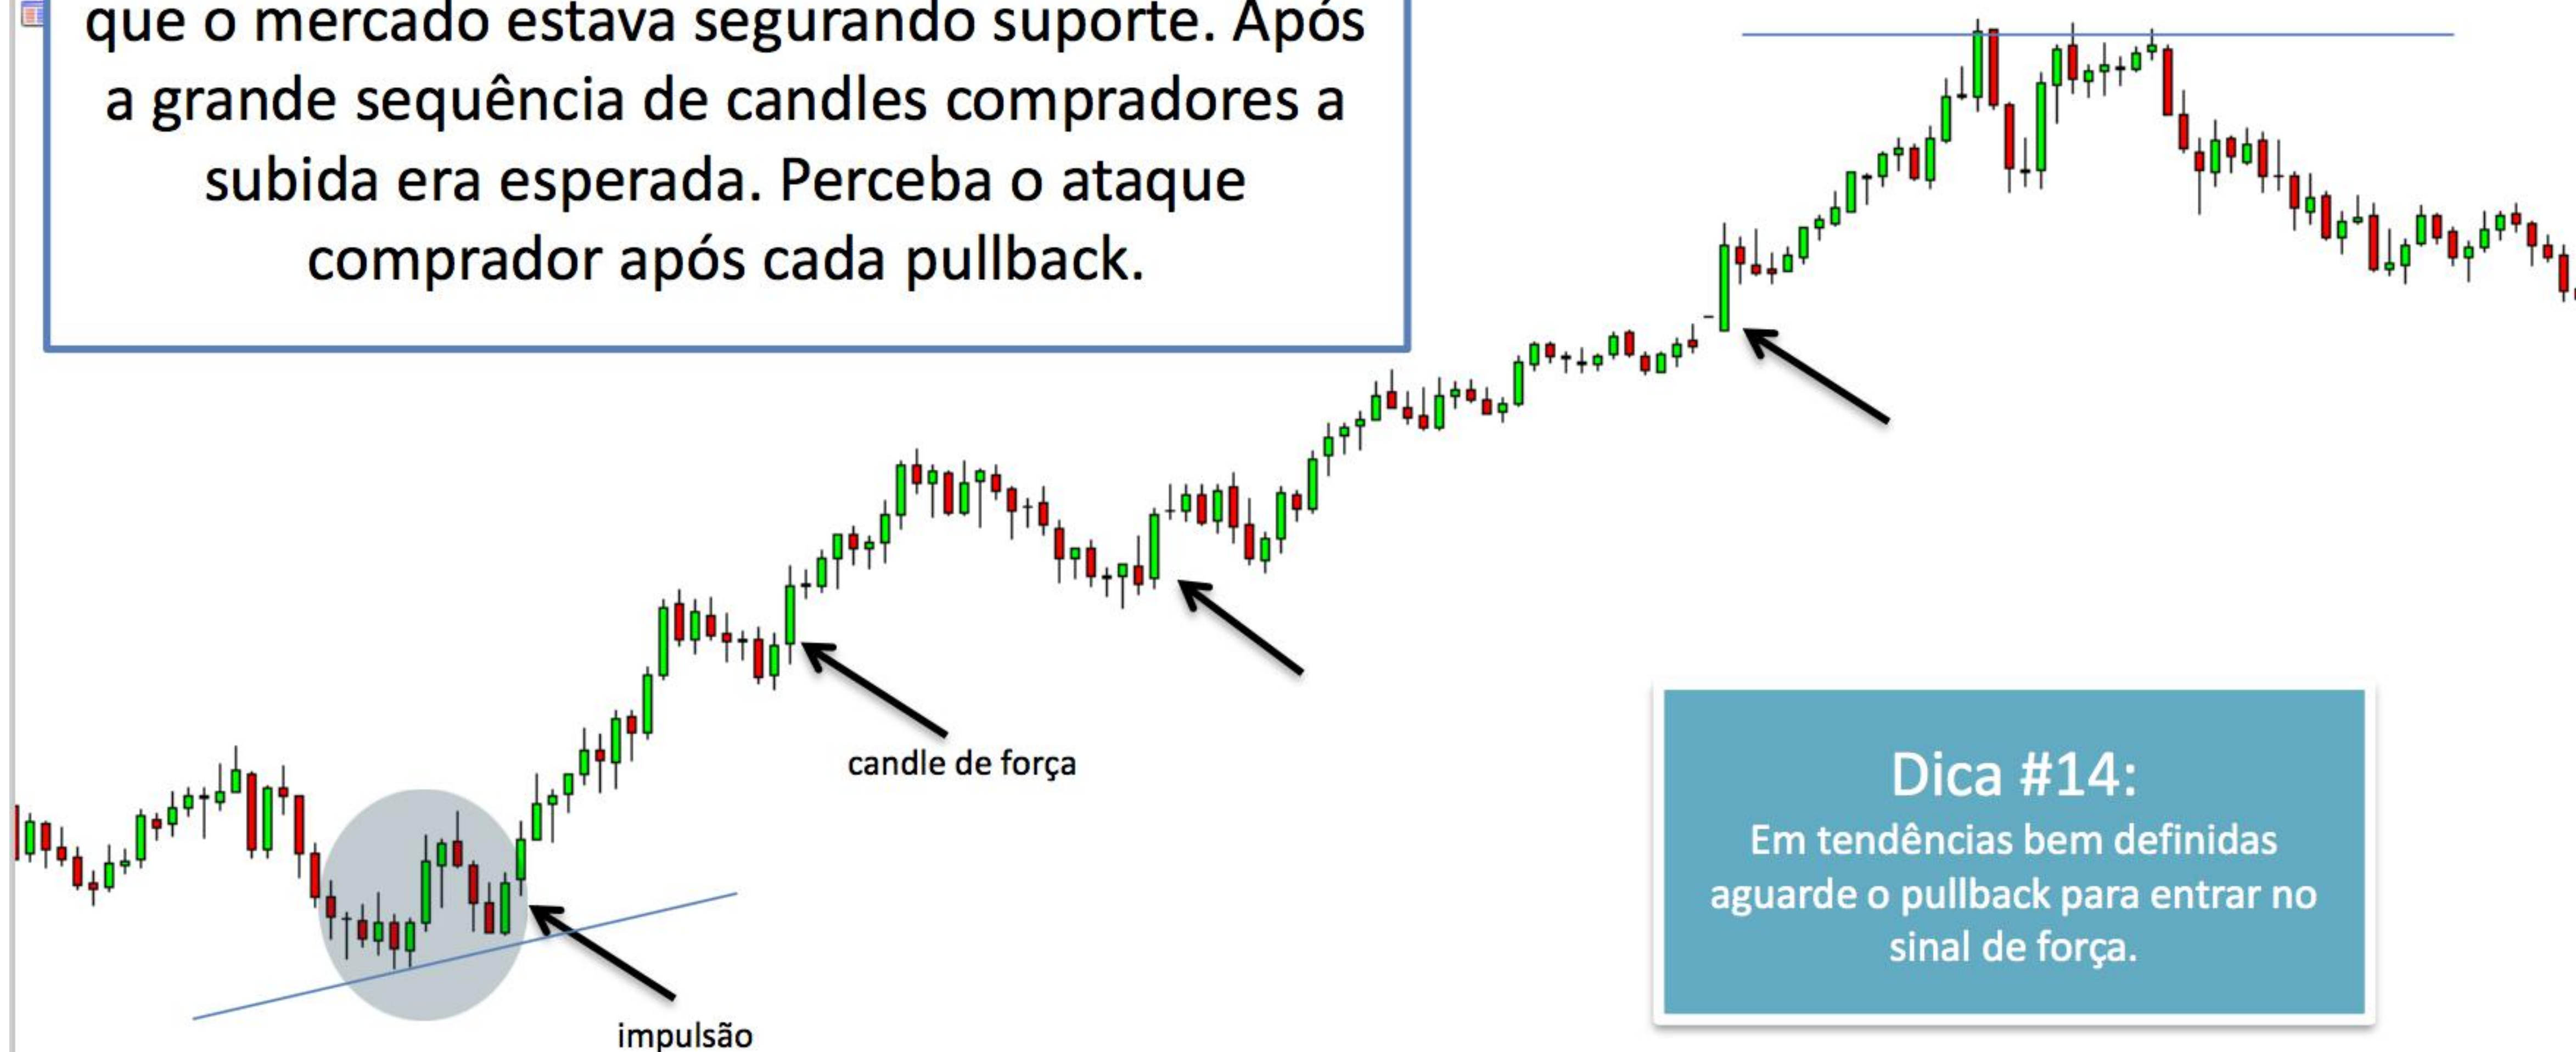 que o mercado estava segurando suporte. Após
a grande sequência de candles compradores a
subida era esperada. Perceba o ataque
comprador após cada pullback.
candle de força
impulsão
Dica #14:
Em tendências bem definidas
aguarde o pullback para entrar no
sinal de força.